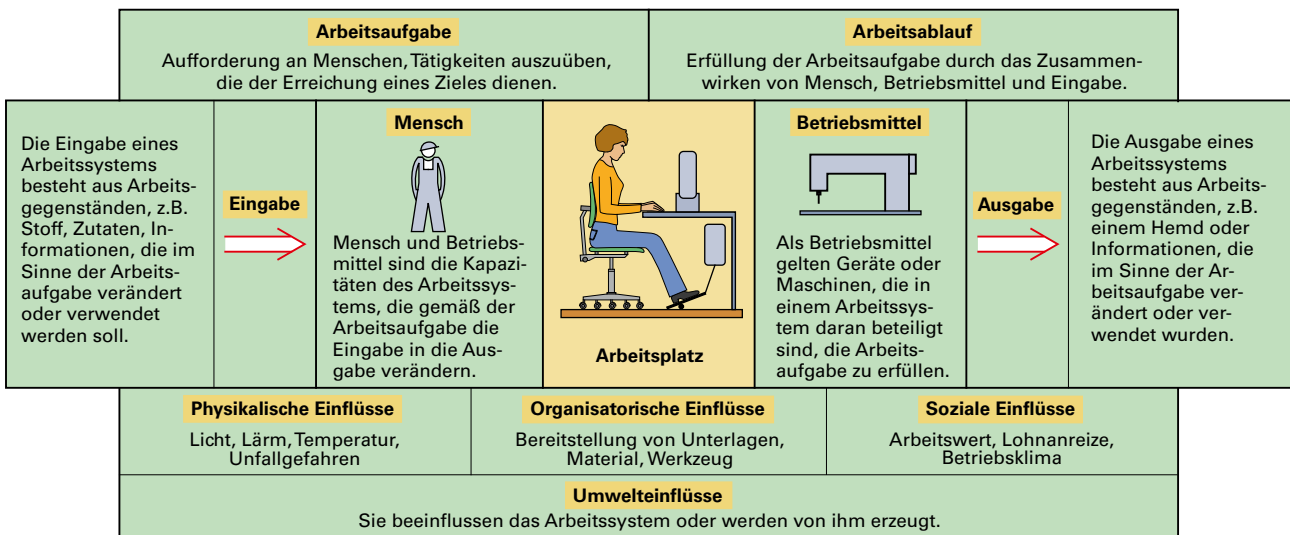 Arbeitsaufgabe
Aufforderung an Menschen, Tätigkeiten auszuüben,
die der Erreichung eines Zieles dienen.
Arbeitsablauf
Erfüllung der Arbeitsaufgabe durch das Zusammen-
wirken von Mensch, Betriebsmittel und Eingabe.
Die Eingabe eines
Arbeitssystems
besteht aus Arbeits-
gegenständen, z.B.
Stoff, Zutaten, In-
formationen, die im
Sinne der Arbeits-
aufgabe verändert
oder verwendet
werden soll.
Eingabe
Mensch
Mensch und Betriebs-
mittel sind die Kapazi-
täten des Arbeitssys-
tems, die gemäß der
Arbeitsaufgabe die
Eingabe in die Aus-
gabe verändern.
Arbeitsplatz
Betriebsmittel
Als Betriebsmittel
gelten Geräte oder
Maschinen, die in
einem Arbeitssys-
tem daran beteiligt
sind, die Arbeits-
aufgabe zu erfüllen.
Ausgabe
Die Ausgabe eines
Arbeitssystems
besteht aus Arbeits-
gegenständen, z.B.
einem Hemd oder
Informationen, die
im Sinne der Ar-
beitsaufgabe ver-
ändert oder ver-
wendet wurden.
Physikalische Einflüsse
Licht, Lärm, Temperatur,
Unfallgefahren
Organisatorische Einflüsse
Bereitstellung von Unterlagen,
Material, Werkzeug
Soziale Einflüsse
Arbeitswert, Lohnanreize,
Betriebsklima
Umwelteinflüsse
Sie beeinflussen das Arbeitssystem oder werden von ihm erzeugt.